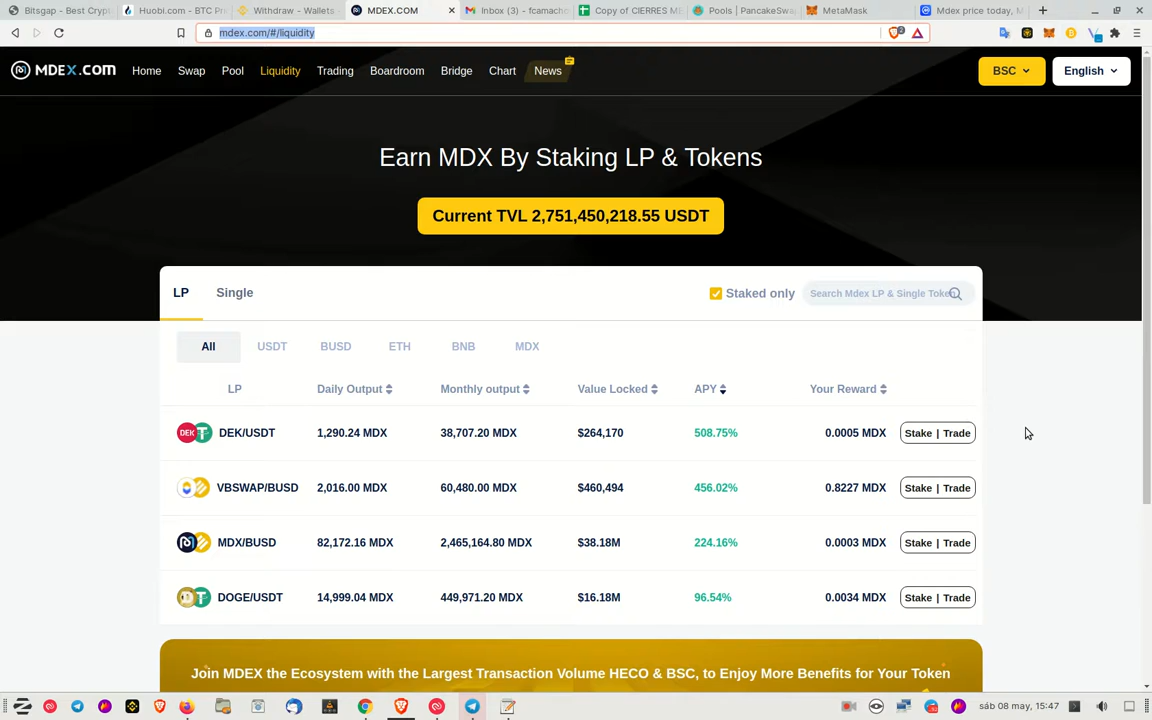 Bitsgap - Best Crypt
Huobi.com - BTC Pri
Withdraw - Wallets
MDEX.COM
Inbox (3) - fcamacho
Copy of CIERRES ME
Pools | PancakeSwa
MetaMask
Mdex price today, M
mdex.com/#/liquidity
2
MDEX.COM
Home
Swap
Pool
Liquidity
Trading
Boardroom
Bridge
Chart
News
BSC
English
Earn MDX By Staking LP & Tokens
Current TVL 2,751,450,218.55 USDT
LP
Single
Staked only
Search Mdex LP & Single Token
All
USDT
BUSD
ETH
BNB
MDX
LP
Daily Output
Monthly output
Value Locked
APY
Your Reward
DEK
DEK/USDT
1,290.24 MDX
38,707.20 MDX
$264,170
508.75%
0.0005 MDX
Stake | Trade
VBSWAP/BUSD
2,016.00 MDX
60,480.00 MDX
$460,494
456.02%
0.8227 MDX
Stake | Trade
MDX/BUSD
82,172.16 MDX
2,465,164.80 MDX
$38.18M
224.16%
0.0003 MDX
Stake | Trade
DOGE/USDT
14,999.04 MDX
449,971.20 MDX
$16.18M
96.54%
0.0034 MDX
Stake | Trade
Join MDEX the Ecosystem with the Largest Transaction Volume HECO & BSC, to Enjoy More Benefits for Your Token
sáb 08 may, 15:47